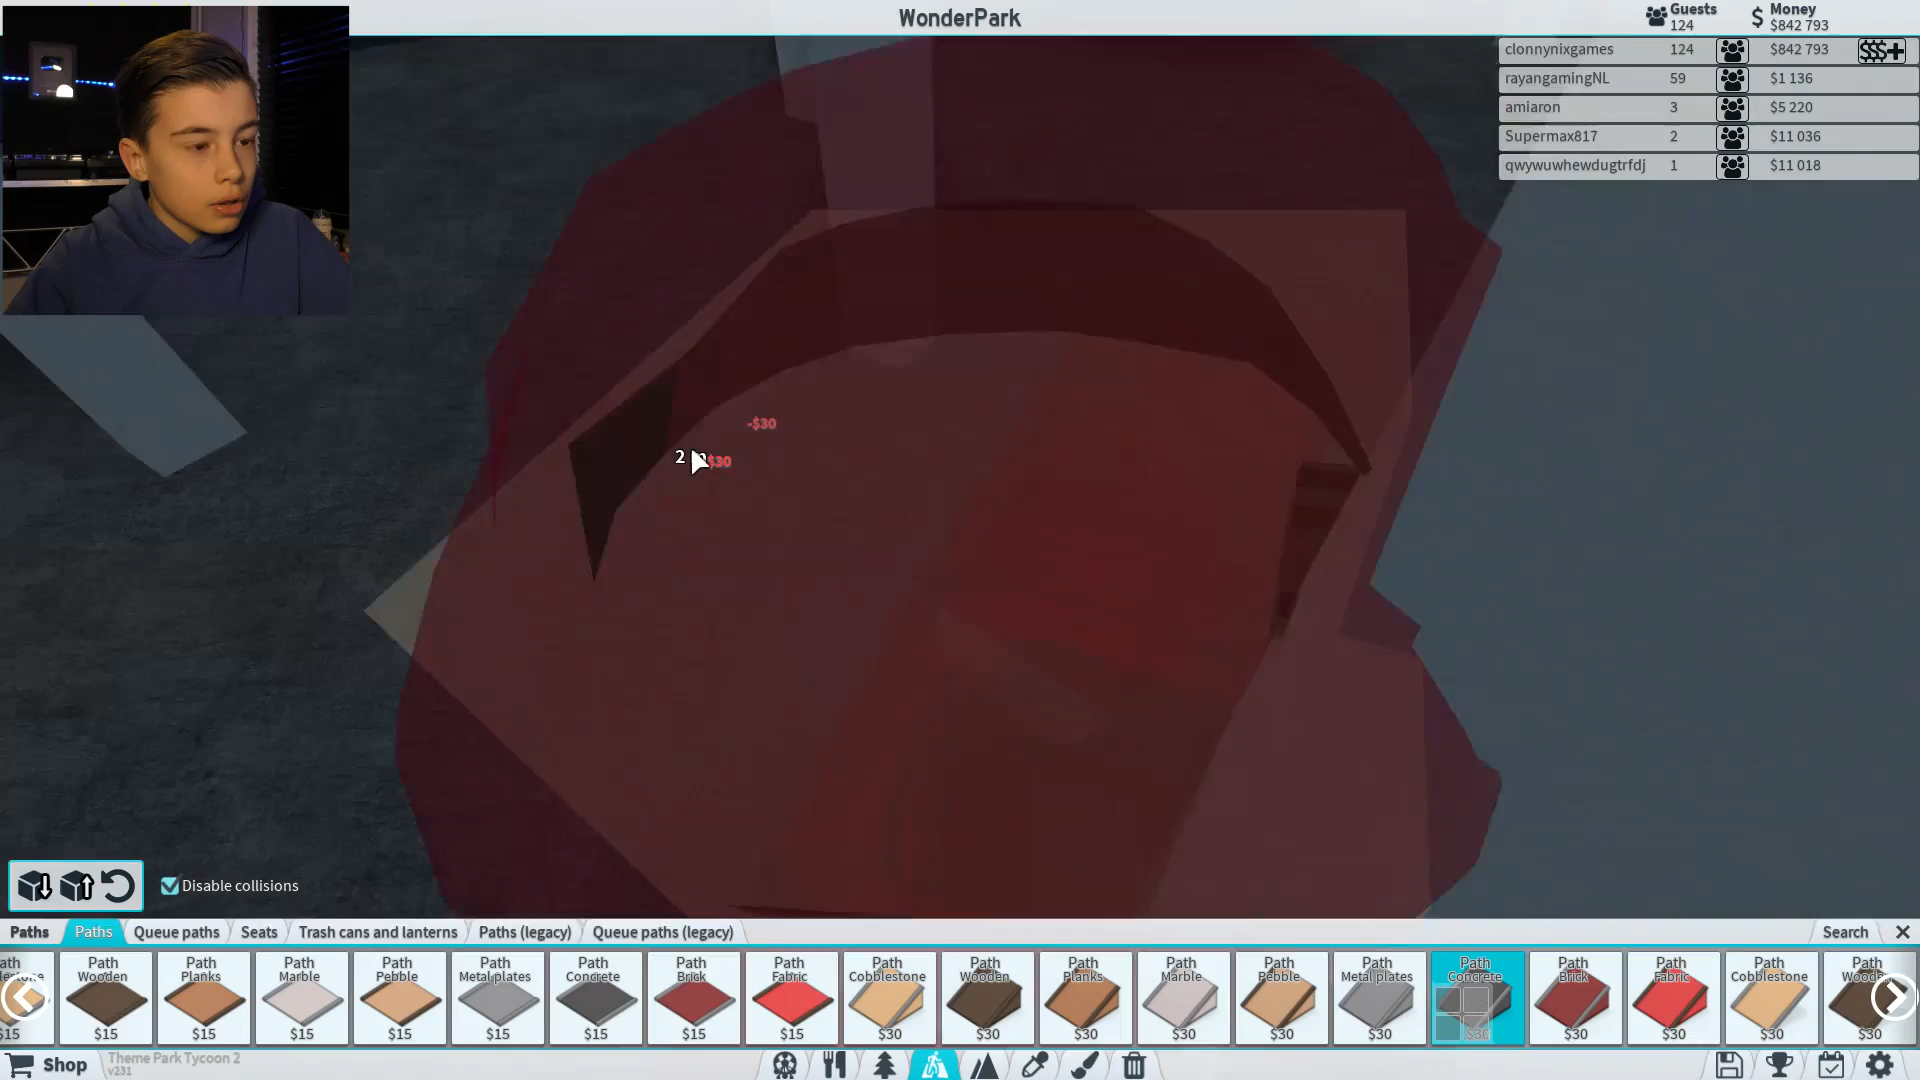 WonderPark
Guests
124
$ Money
$842 793
clonnynixgames 124 $842 793 $$$+
rayangamingNL 59 $1 136
amiaron 3 $5 220
Supermax817 2 $11 036
qwywuwhewdugtrfdj 1 $11 018
-$30
2 $30
Disable collisions
Paths Paths Queue paths Seats Trash cans and lanterns Paths (legacy) Queue paths (legacy) Search
$15
Path Wooden $15
Path Planks $15
Path Marble $15
Path Pebble $15
Path Metal plates $15
Path Concrete $15
Path Brick $15
Path Fabric $15
Path Cobblestone $30
Path Wooden $30
Path Planks $30
Path Marble $30
Path Pebble $30
Path Metal plates $30
Path Concrete $30
Path Brick $30
Path Fabric $30
Path Cobblestone $30
Path $30
Shop Theme Park Tycoon 2
v231